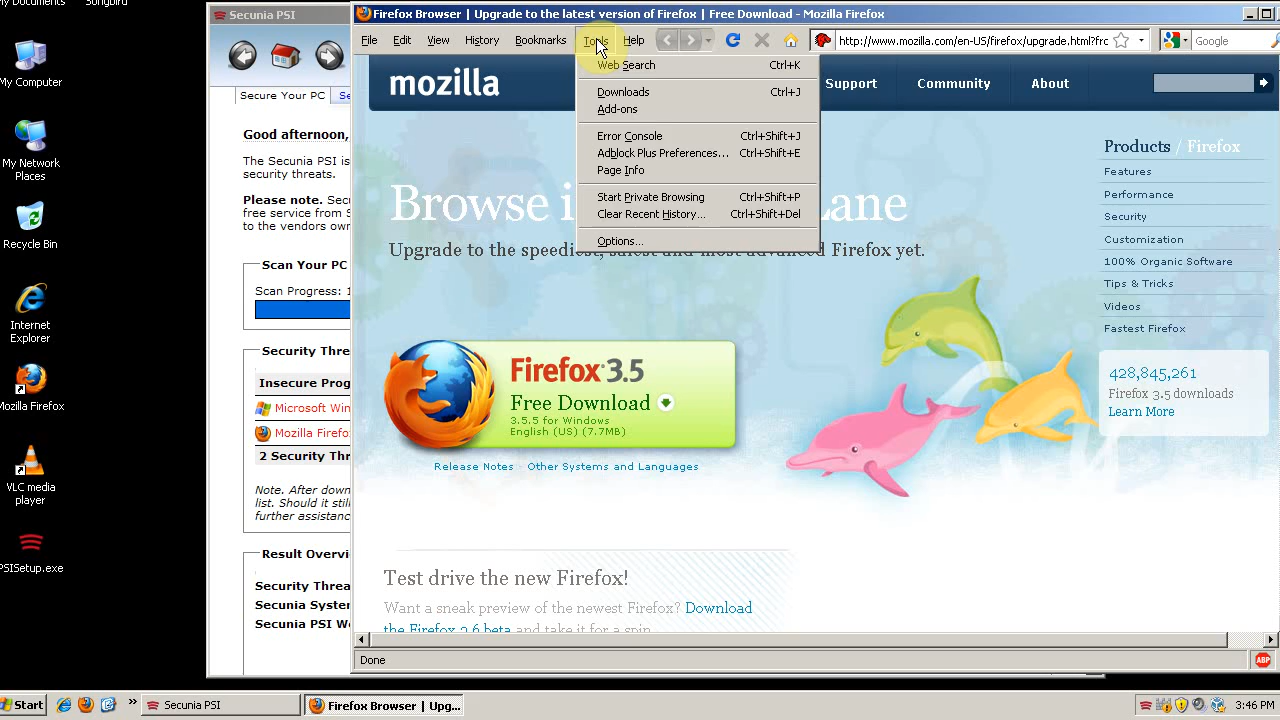 My Documents
Songbird
My Computer
My Network
Places
Recycle Bin
Internet
Explorer
Mozilla Firefox
VLC media
player
PSISetup.exe
Secunia PSI
Secure Your PC
Good afternoon,
The Secunia PSI is
security threats.
Please note. Secu
free service from S
to the vendors own
Scan Your PC
Scan Progress: 1
Security Thre
Insecure Prog
Microsoft Win
Mozilla Firefo
2 Security Thr
Note. After down
list. Should it still
further assistanc
Result Overvi
Security Threa
Secunia System
Secunia PSI We
Firefox Browser | Upgrade to the latest version of Firefox | Free Download - Mozilla Firefox
File Edit View History Bookmarks Tools Help
http://www.mozilla.com/en-US/firefox/upgrade.html?frc
Google
Web Search Ctrl+K
Downloads Ctrl+J
Add-ons
Error Console Ctrl+Shift+J
Adblock Plus Preferences... Ctrl+Shift+E
Page Info
Start Private Browsing Ctrl+Shift+P
Clear Recent History... Ctrl+Shift+Del
Options...
mozilla
Support Community About
Browse i Lane
Upgrade to the speediest, safest and most advanced Firefox yet.
Firefox 3.5
Free Download
3.5.5 for Windows
English (US) (7.7MB)
Release Notes - Other Systems and Languages
Products / Firefox
Features
Performance
Security
Customization
100% Organic Software
Tips & Tricks
Videos
Fastest Firefox
428,845,261
Firefox 3.5 downloads
Learn More
Test drive the new Firefox!
Want a sneak preview of the newest Firefox? Download
the Firefox 3.6 beta and take it for a spin
Done
ABP
Start
Secunia PSI
Firefox Browser | Upg...
3:46 PM